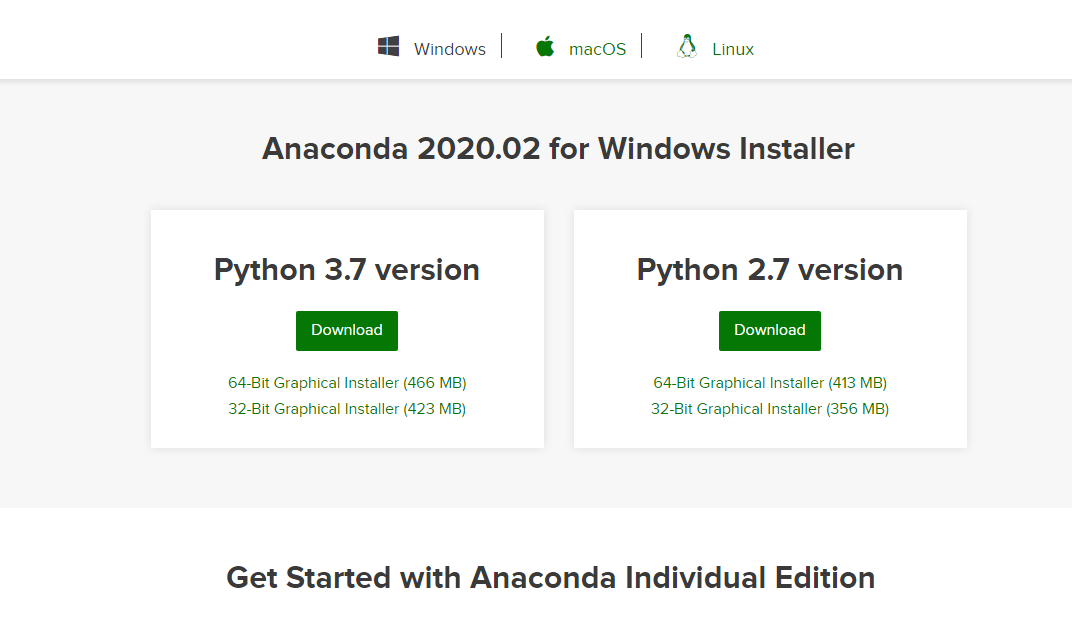 Windows
macOS
Linux
Anaconda 2020.02 for Windows Installer
Python 3.7 version
Download
64-Bit Graphical Installer (466 MB)
32-Bit Graphical Installer (423 MB)
Python 2.7 version
Download
64-Bit Graphical Installer (413 MB)
32-Bit Graphical Installer (356 MB)
Get Started with Anaconda Individual Edition